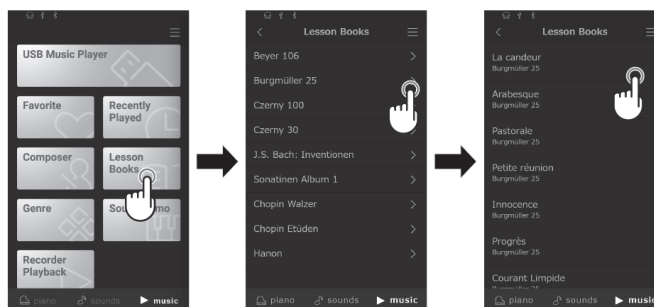 USB Music Player
Favorite
Recently
Played
Composer
Lesson
Books
Genre
Recorder
Playback
piano
sounds
music
Lesson Books
Beyer 106
Burgmüller 25
Czerny 100
Czerny 30
J.S. Bach: Inventionen
Sonatinen Album 1
Chopin Walzer
Chopin Etüden
Hanon
piano
sounds
music
Lesson Books
La candeur
Burgmüller 25
Arabesque
Burgmüller 25
Pastorale
Burgmüller 25
Petite réunion
Burgmüller 25
Innocence
Burgmüller 25
Progrès
Burgmüller 25
Courant Limpide
piano
sounds
music